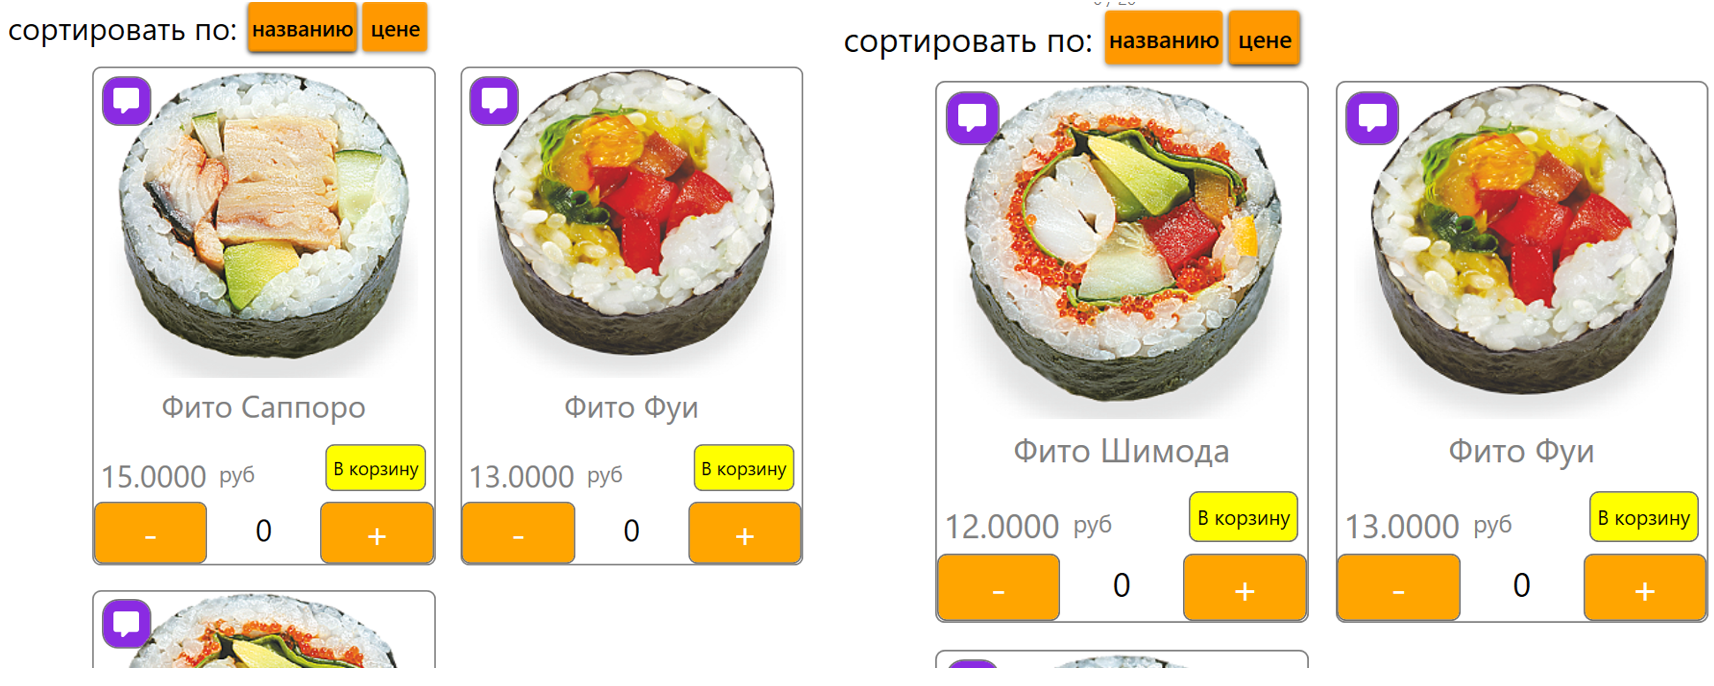 сортировать по: названию цене
Фито Саппоро
15.0000 руб В корзину
- 0 +
Фито Фуи
13.0000 руб В корзину
- 0 +
сортировать по: названию цене
Фито Шимода
12.0000 руб В корзину
- 0 +
Фито Фуи
13.0000 руб В корзину
- 0 +